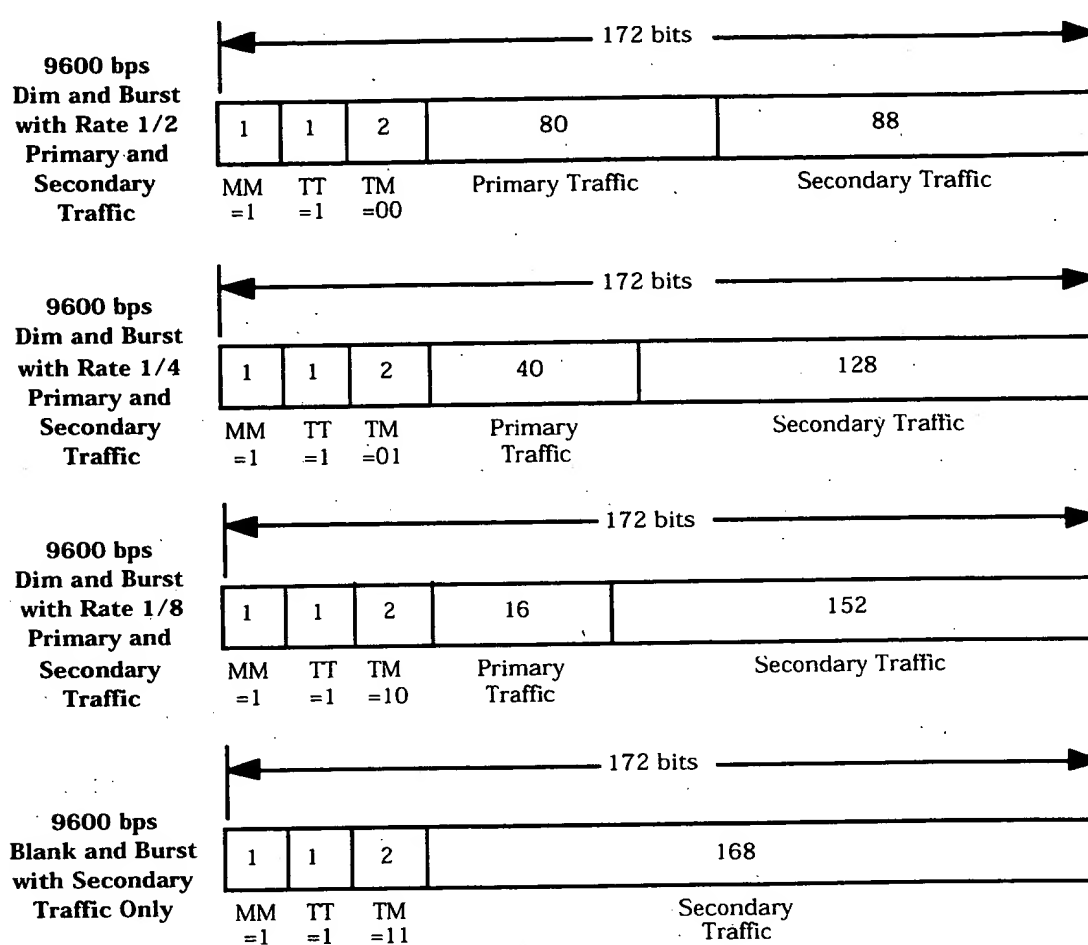 172 bits
9600 bps
Dim and Burst
with Rate 1/2
Primary and
Secondary
Traffic
1 1 2 80 88
MM TT TM Primary Traffic Secondary Traffic
=1 =1 =00
172 bits
9600 bps
Dim and Burst
with Rate 1/4
Primary and
Secondary
Traffic
1 1 2 40 128
MM TT TM Primary Secondary Traffic
=1 =1 =01 Traffic
172 bits
9600 bps
Dim and Burst
with Rate 1/8
Primary and
Secondary
Traffic
1 1 2 16 152
MM TT TM Primary Secondary Traffic
=1 =1 =10 Traffic
172 bits
9600 bps
Blank and Burst
with Secondary
Traffic Only
1 1 2 168
MM TT TM Secondary
=1 =1 =11 Traffic